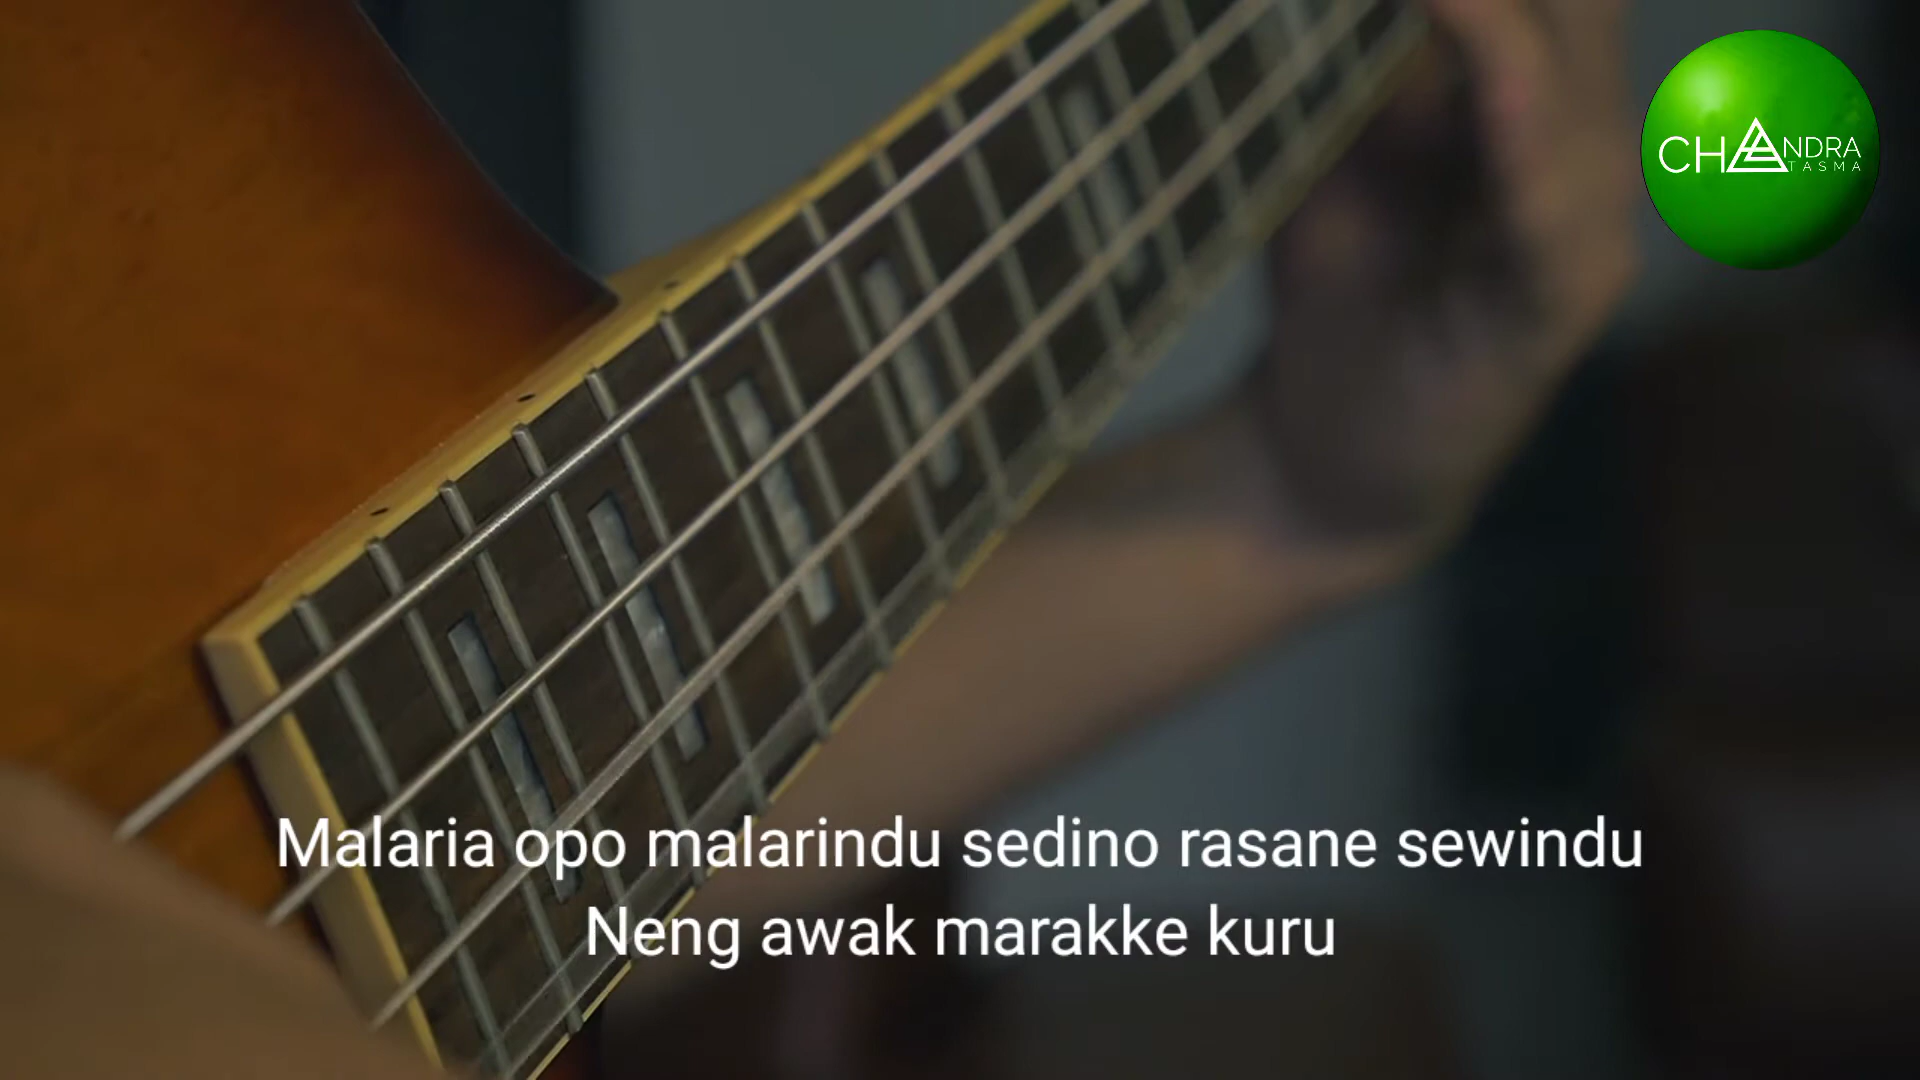 CHANDRA
TASMA
Malaria opo malarindu sedino rasane sewindu
Neng awak marakke kuru